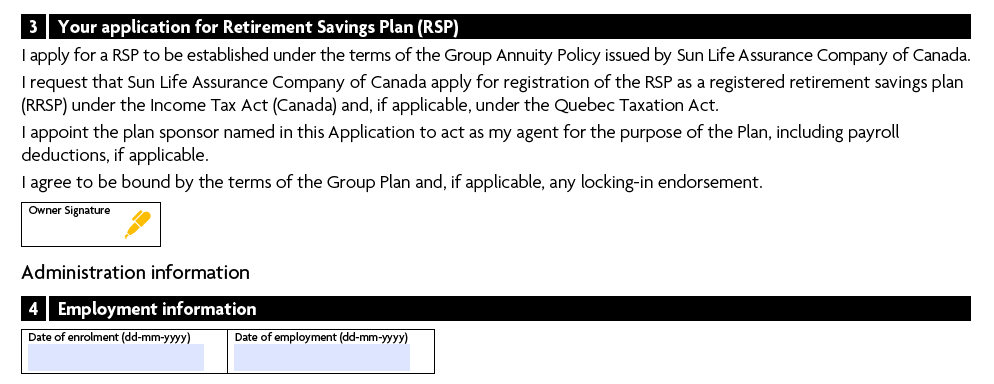 3 Your application for Retirement Savings Plan (RSP)
I apply for a RSP to be established under the terms of the Group Annuity Policy issued by Sun Life Assurance Company of Canada.
I request that Sun Life Assurance Company of Canada apply for registration of the RSP as a registered retirement savings plan
(RRSP) under the Income Tax Act (Canada) and, if applicable, under the Quebec Taxation Act.
I appoint the plan sponsor named in this Application to act as my agent for the purpose of the Plan, including payroll
deductions, if applicable.
I agree to be bound by the terms of the Group Plan and, if applicable, any locking-in endorsement.
Owner Signature
Administration information
4 Employment information
Date of enrolment (dd-mm-yyyy) Date of employment (dd-mm-yyyy)